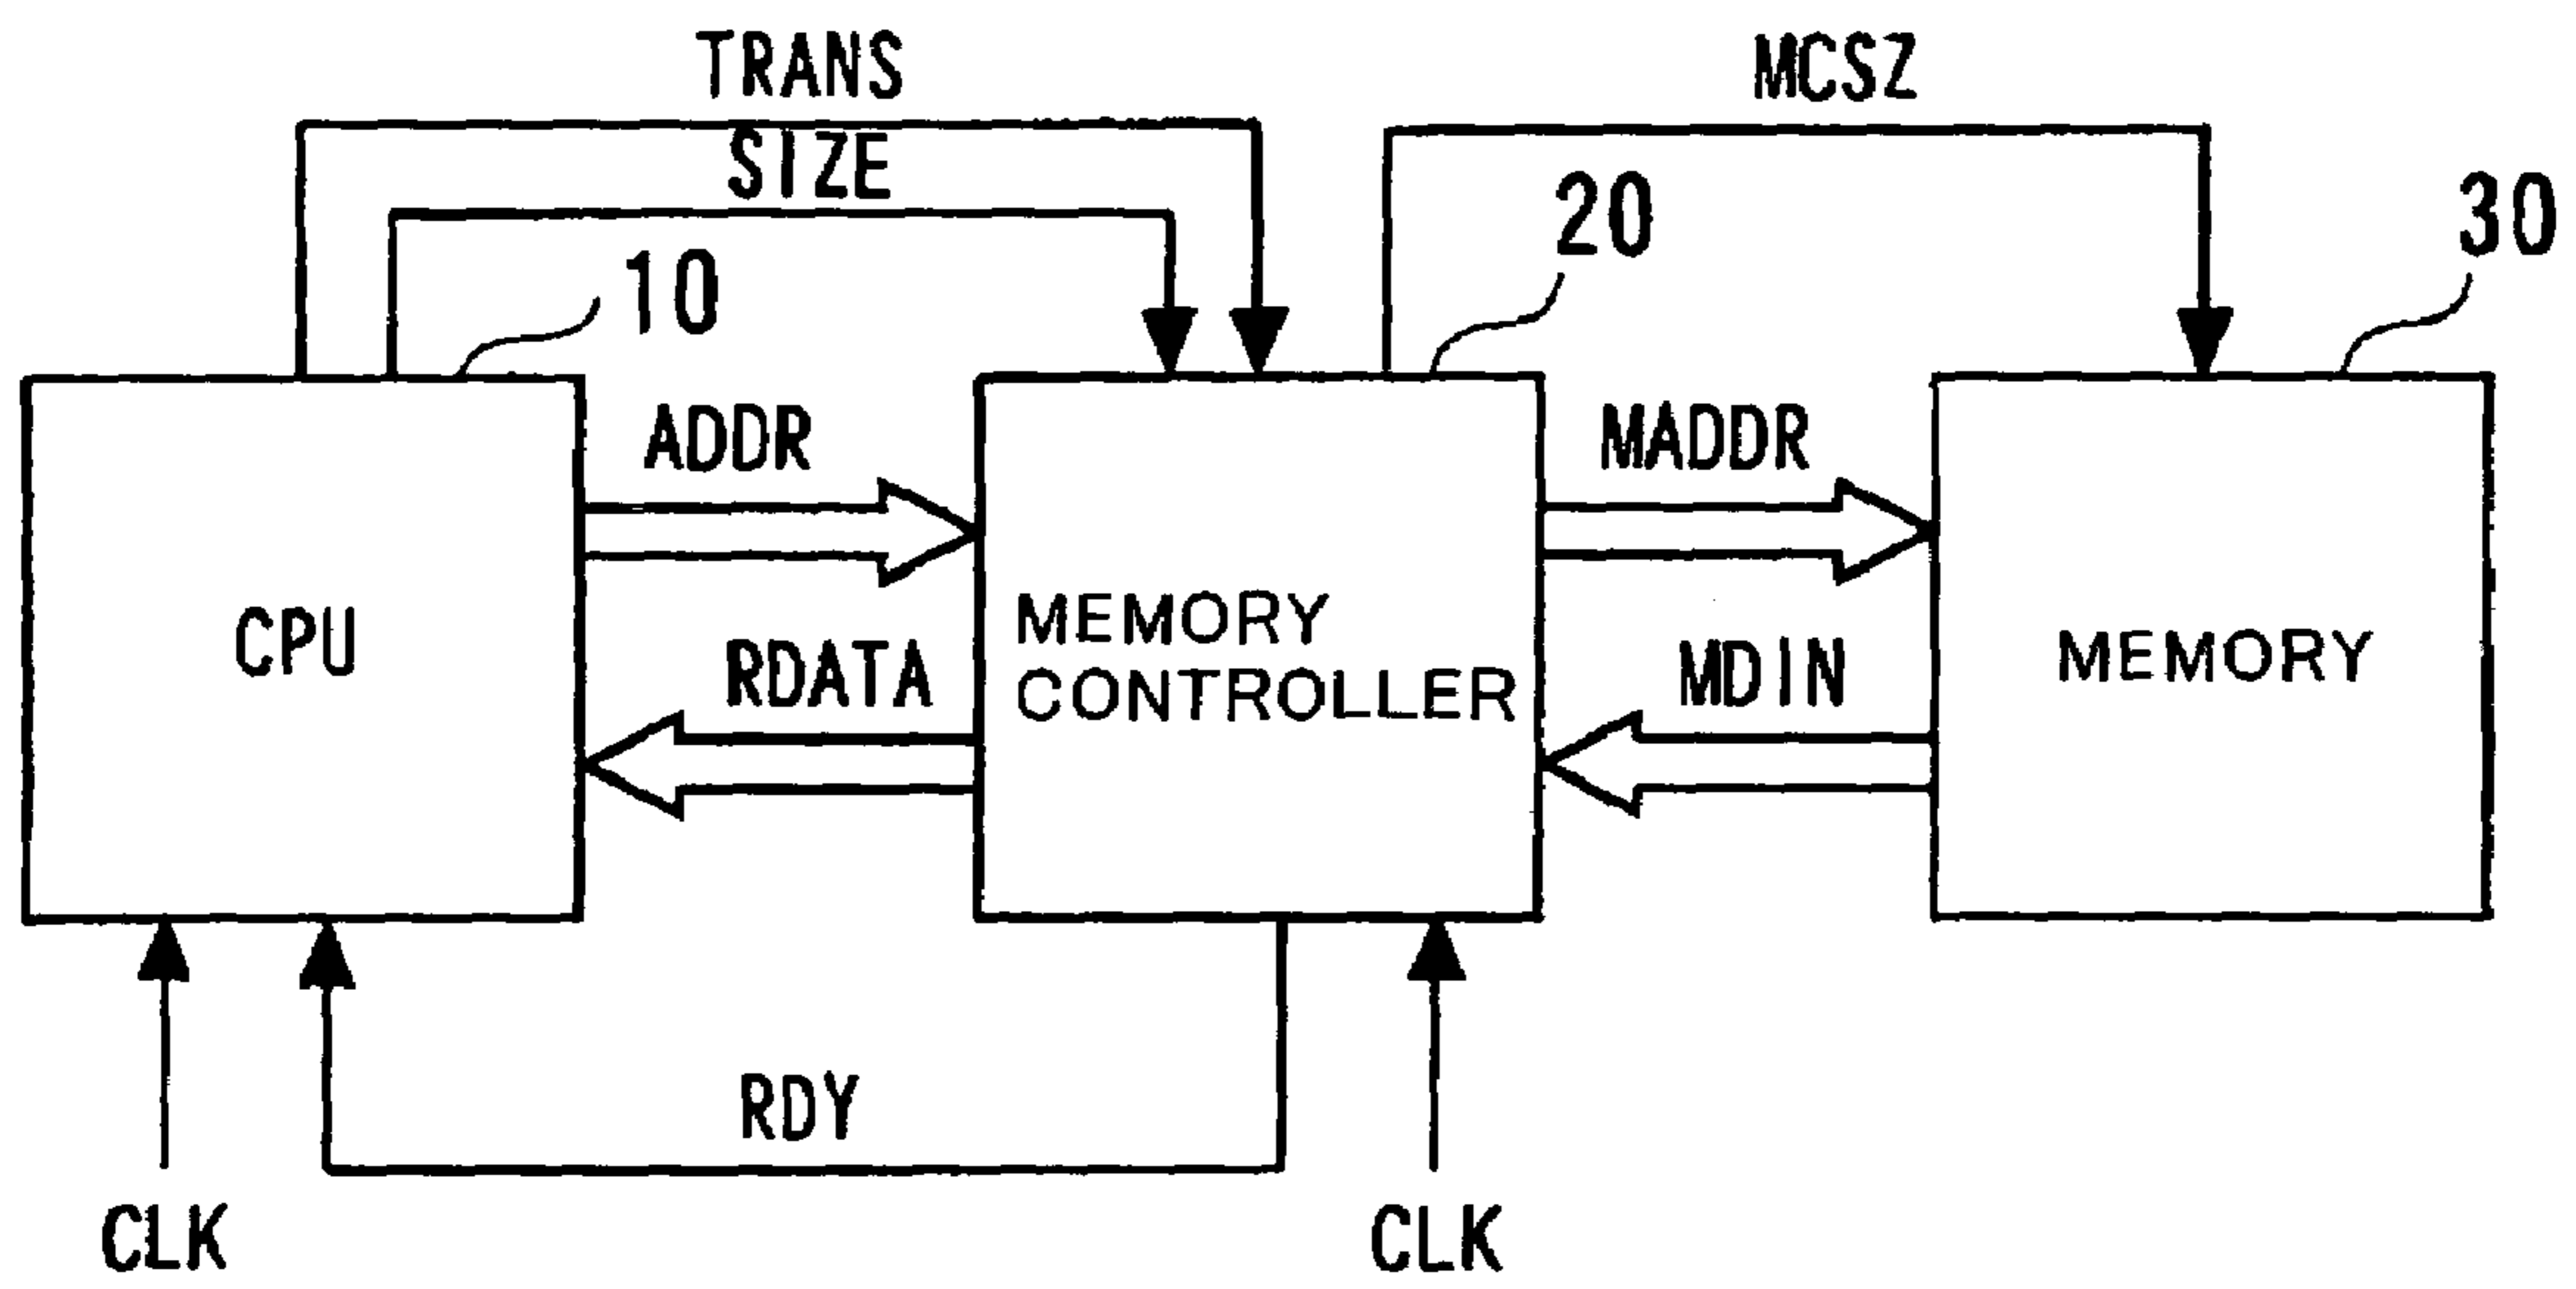 TRANS
MCSZ
SIZE
10
20
30
ADDR
MADDR
CPU
MEMORY
CONTROLLER
MEMORY
RDATA
MDIN
RDY
CLK
CLK